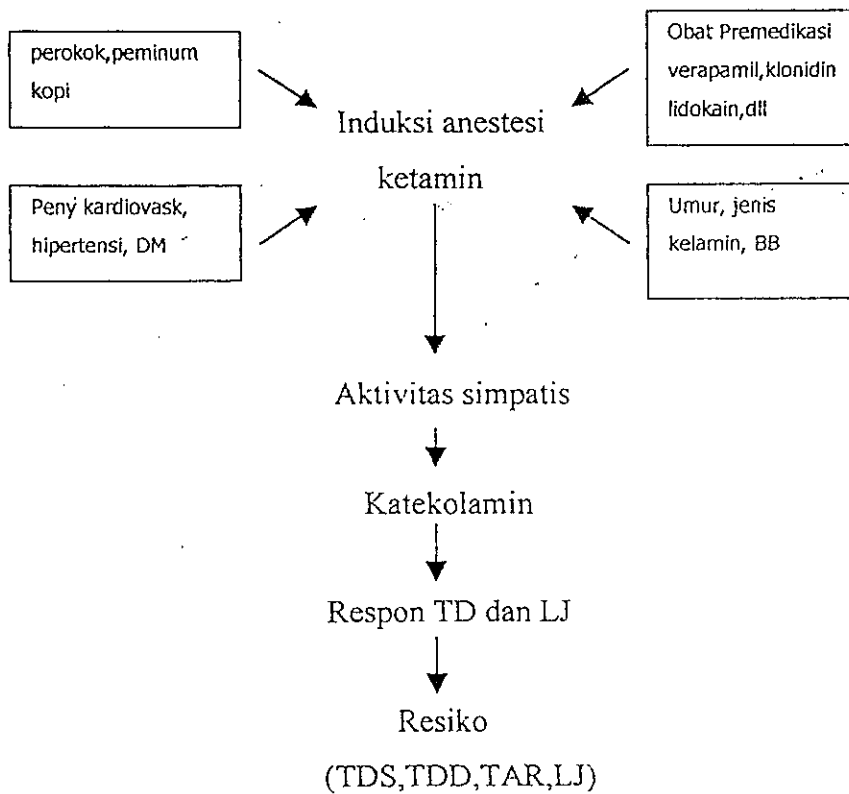 perokok,peminum
kopi
Obat Premedikasi
verapamil,klonidin
lidokain,dll
Induksi anestesi
ketamin
Peny kardiovask,
hipertensi, DM
Umur, jenis
kelamin, BB
Aktivitas simpatis
Katekolamin
Respon TD dan LJ
Resiko
(TDS,TDD,TAR,LJ)